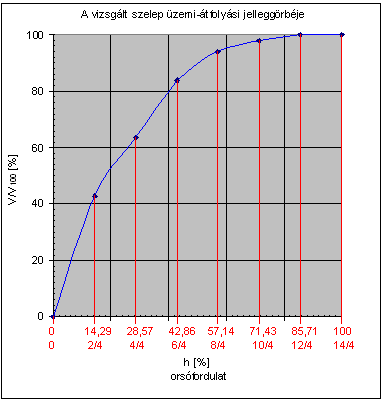 A vizsgált szelep üzemi-átfolyási jelleggörbéje
V/V100 [%]
100
80
60
40
20
0
0 14,29 28,57 42,86 57,14 71,43 85,71 100
0 2/4 4/4 6/4 8/4 10/4 12/4 14/4
h [%]
orsófordulat